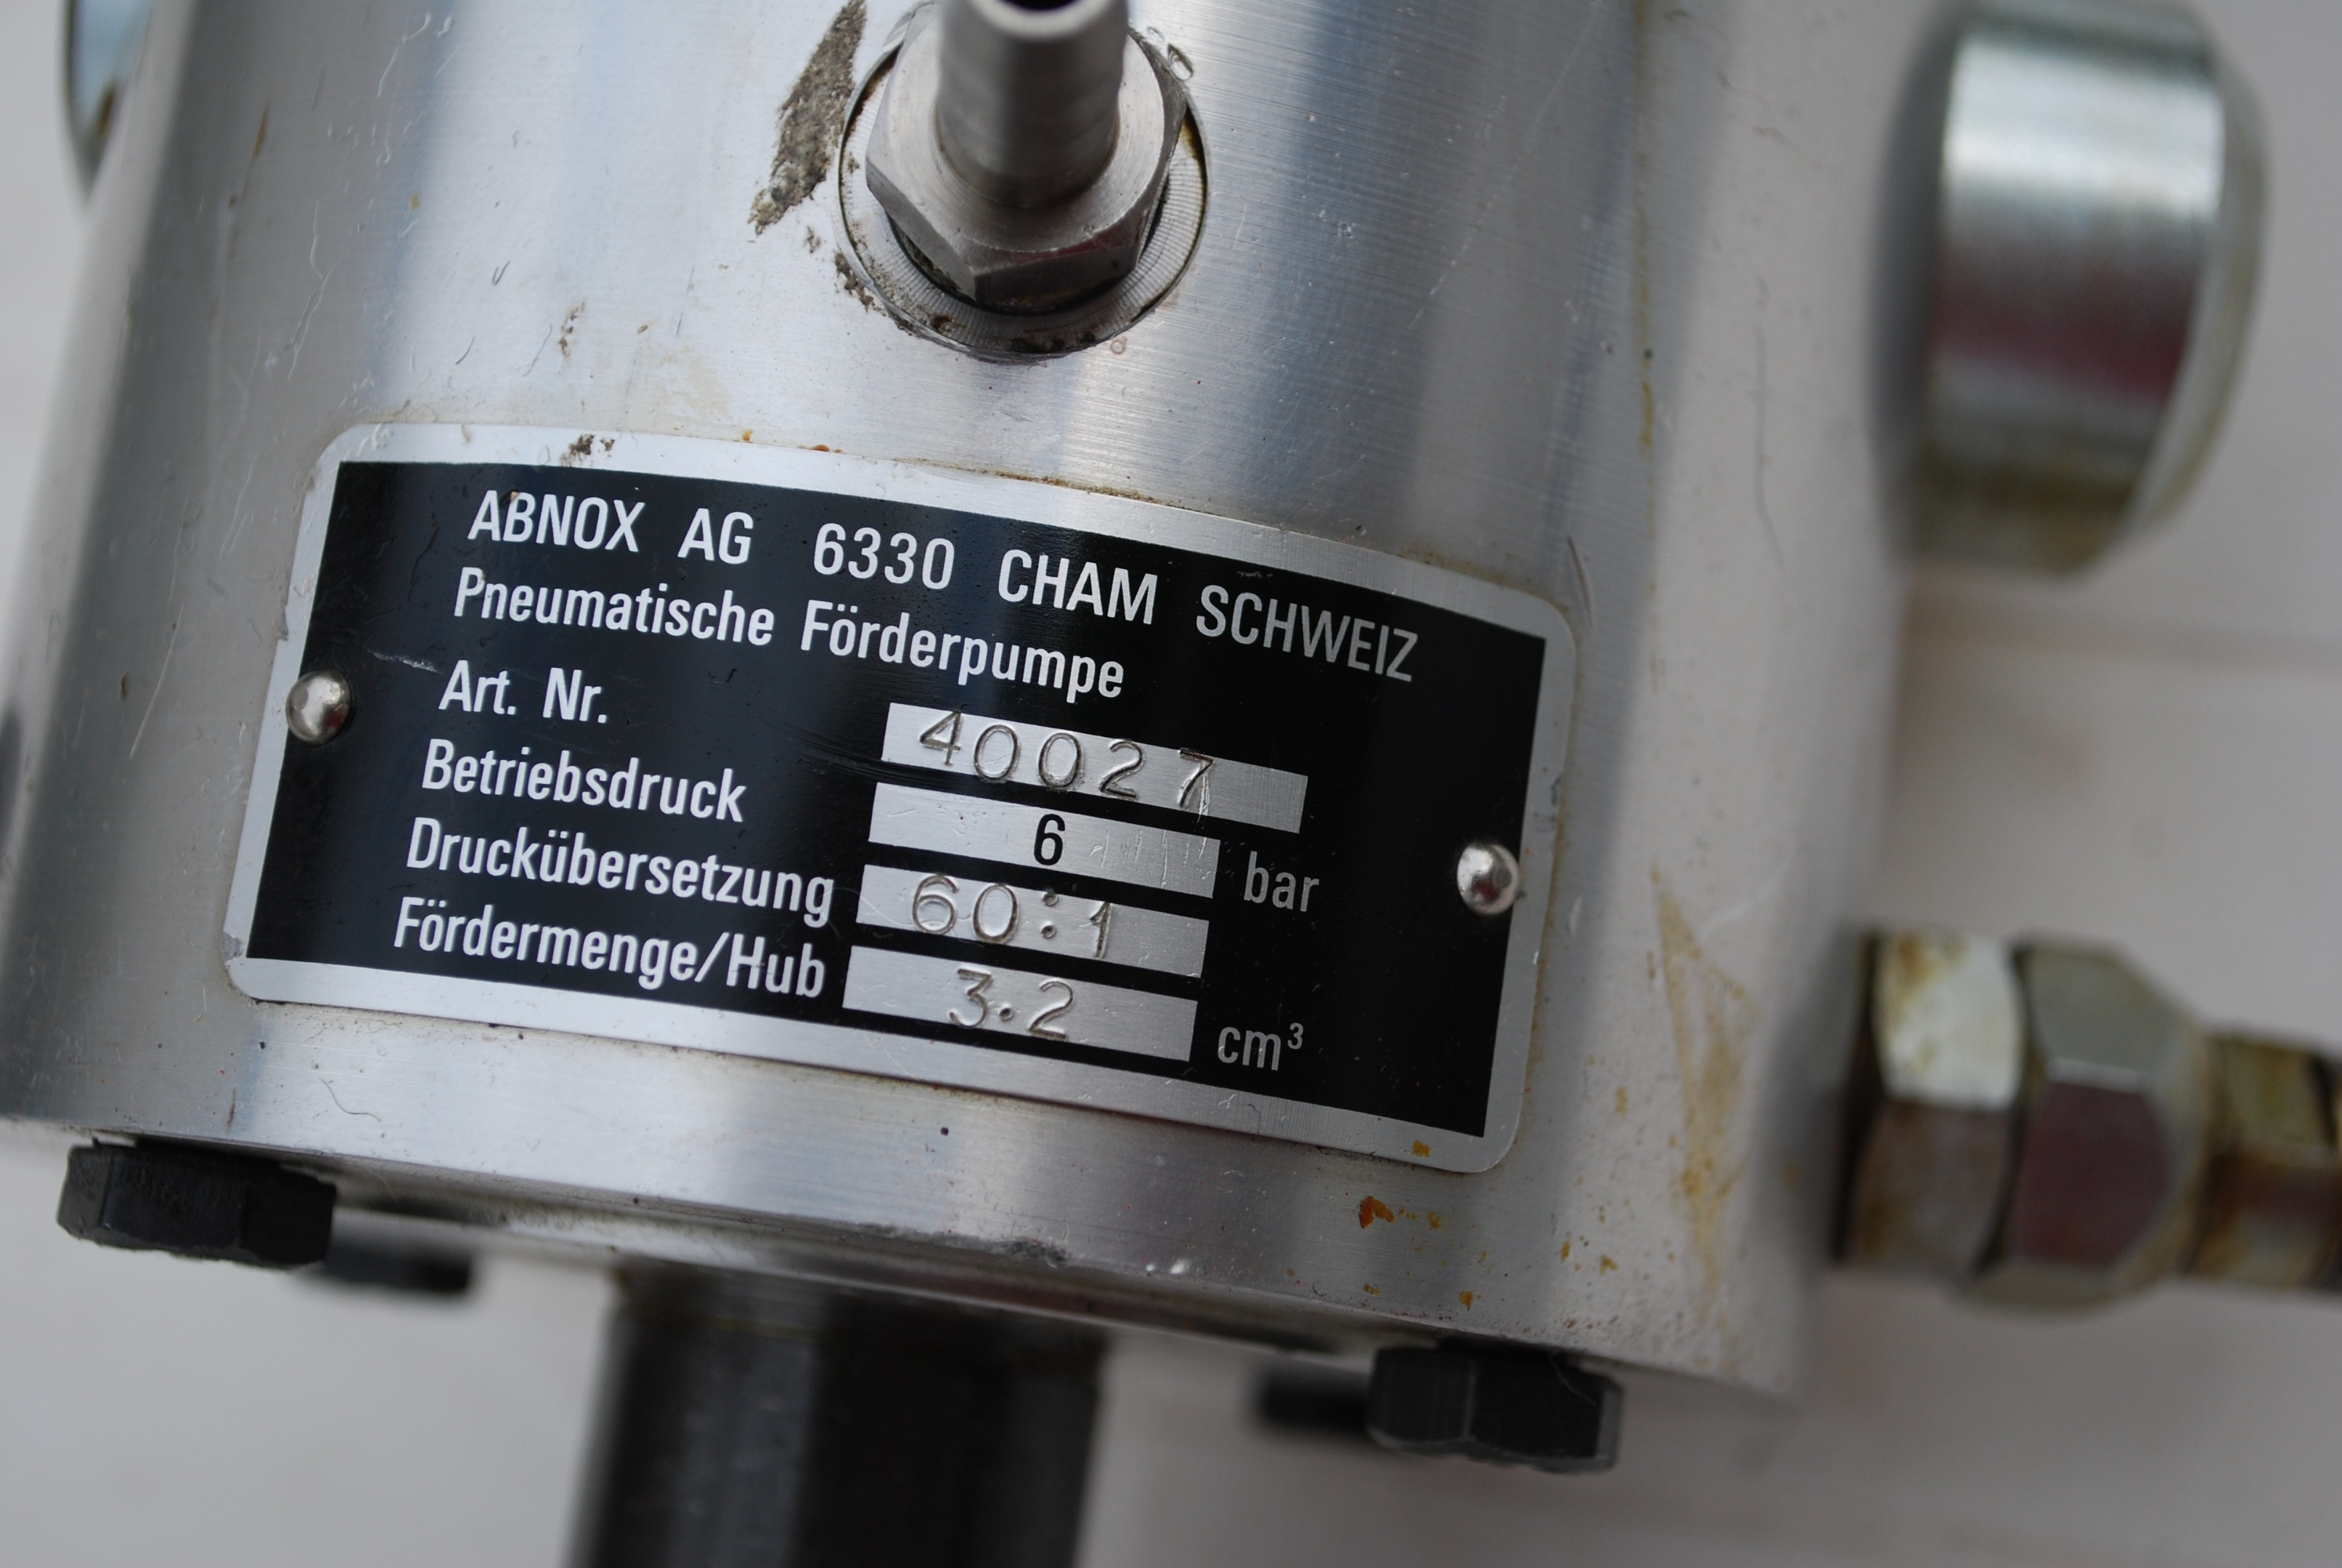 ABNOX AG 6330 CHAM SCHWEIZ
Pneumatische Förderpumpe
Art. Nr. 40027
Betriebsdruck 6 bar
Druckübersetzung 60:1
Fördermenge/Hub 3.2 cm³